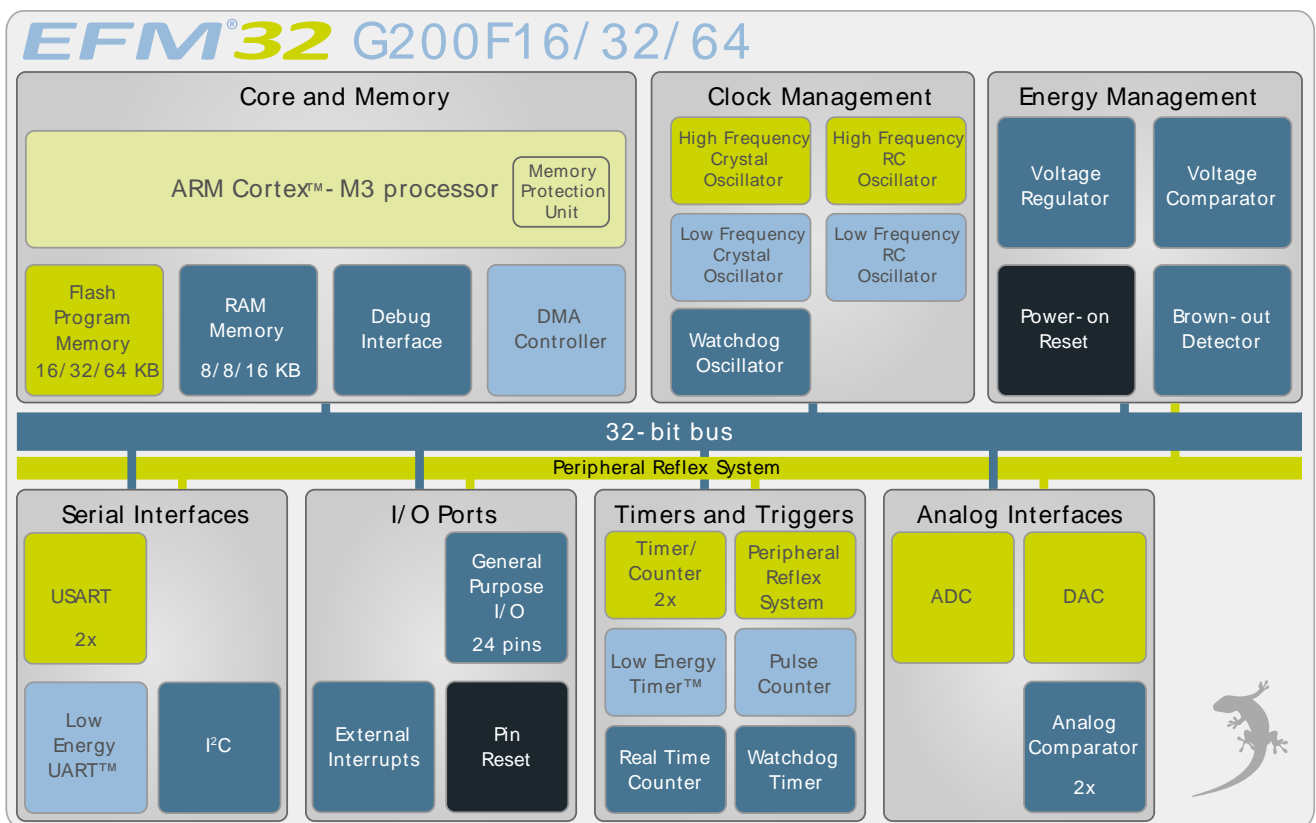 EFM®32 G200F16/32/64
Core and Memory
ARM Cortex™-M3 processor
Memory
Protection
Unit
Flash
Program
Memory
16/32/64 KB
RAM
Memory
8/8/16 KB
Debug
Interface
DMA
Controller
Clock Management
High Frequency
Crystal
Oscillator
High Frequency
RC
Oscillator
Low Frequency
Crystal
Oscillator
Low Frequency
RC
Oscillator
Watchdog
Oscillator
Energy Management
Voltage
Regulator
Voltage
Comparator
Power-on
Reset
Brown-out
Detector
32-bit bus
Peripheral Reflex System
Serial Interfaces
USART
2x
Low
Energy
UART™
I²C
I/O Ports
General
Purpose
I/O
24 pins
External
Interrupts
Pin
Reset
Timers and Triggers
Timer/
Counter
2x
Peripheral
Reflex
System
Low Energy
Timer™
Pulse
Counter
Real Time
Counter
Watchdog
Timer
Analog Interfaces
ADC
DAC
Analog
Comparator
2x